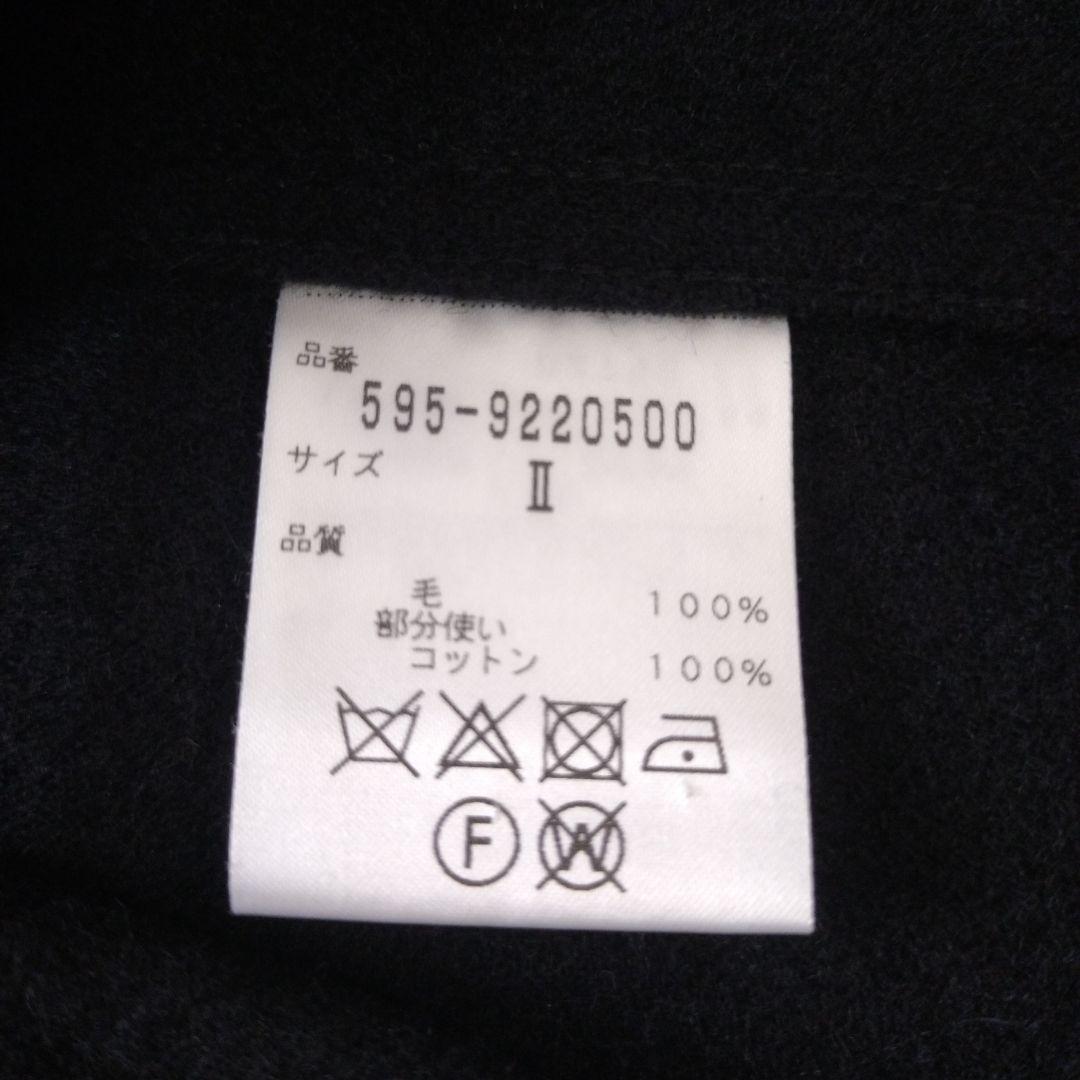 品番
595-9220500
サイズ
Ⅱ
品質
毛 100%
部分使い
コットン 100%
F W